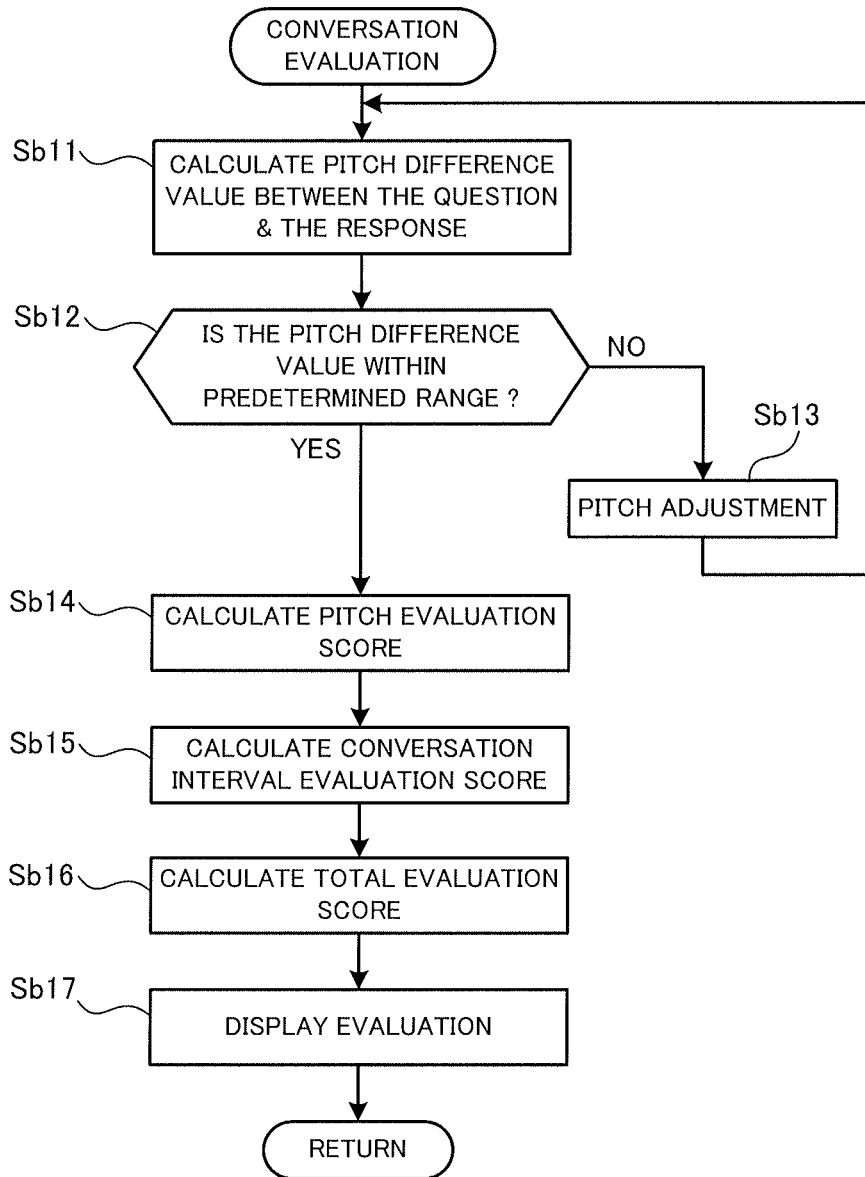 CONVERSATION
EVALUATION
Sb11
CALCULATE PITCH DIFFERENCE
VALUE BETWEEN THE QUESTION
& THE RESPONSE
Sb12
IS THE PITCH DIFFERENCE
VALUE WITHIN
PREDETERMINED RANGE ?
NO
YES
Sb13
PITCH ADJUSTMENT
Sb14
CALCULATE PITCH EVALUATION
SCORE
Sb15
CALCULATE CONVERSATION
INTERVAL EVALUATION SCORE
Sb16
CALCULATE TOTAL EVALUATION
SCORE
Sb17
DISPLAY EVALUATION
RETURN